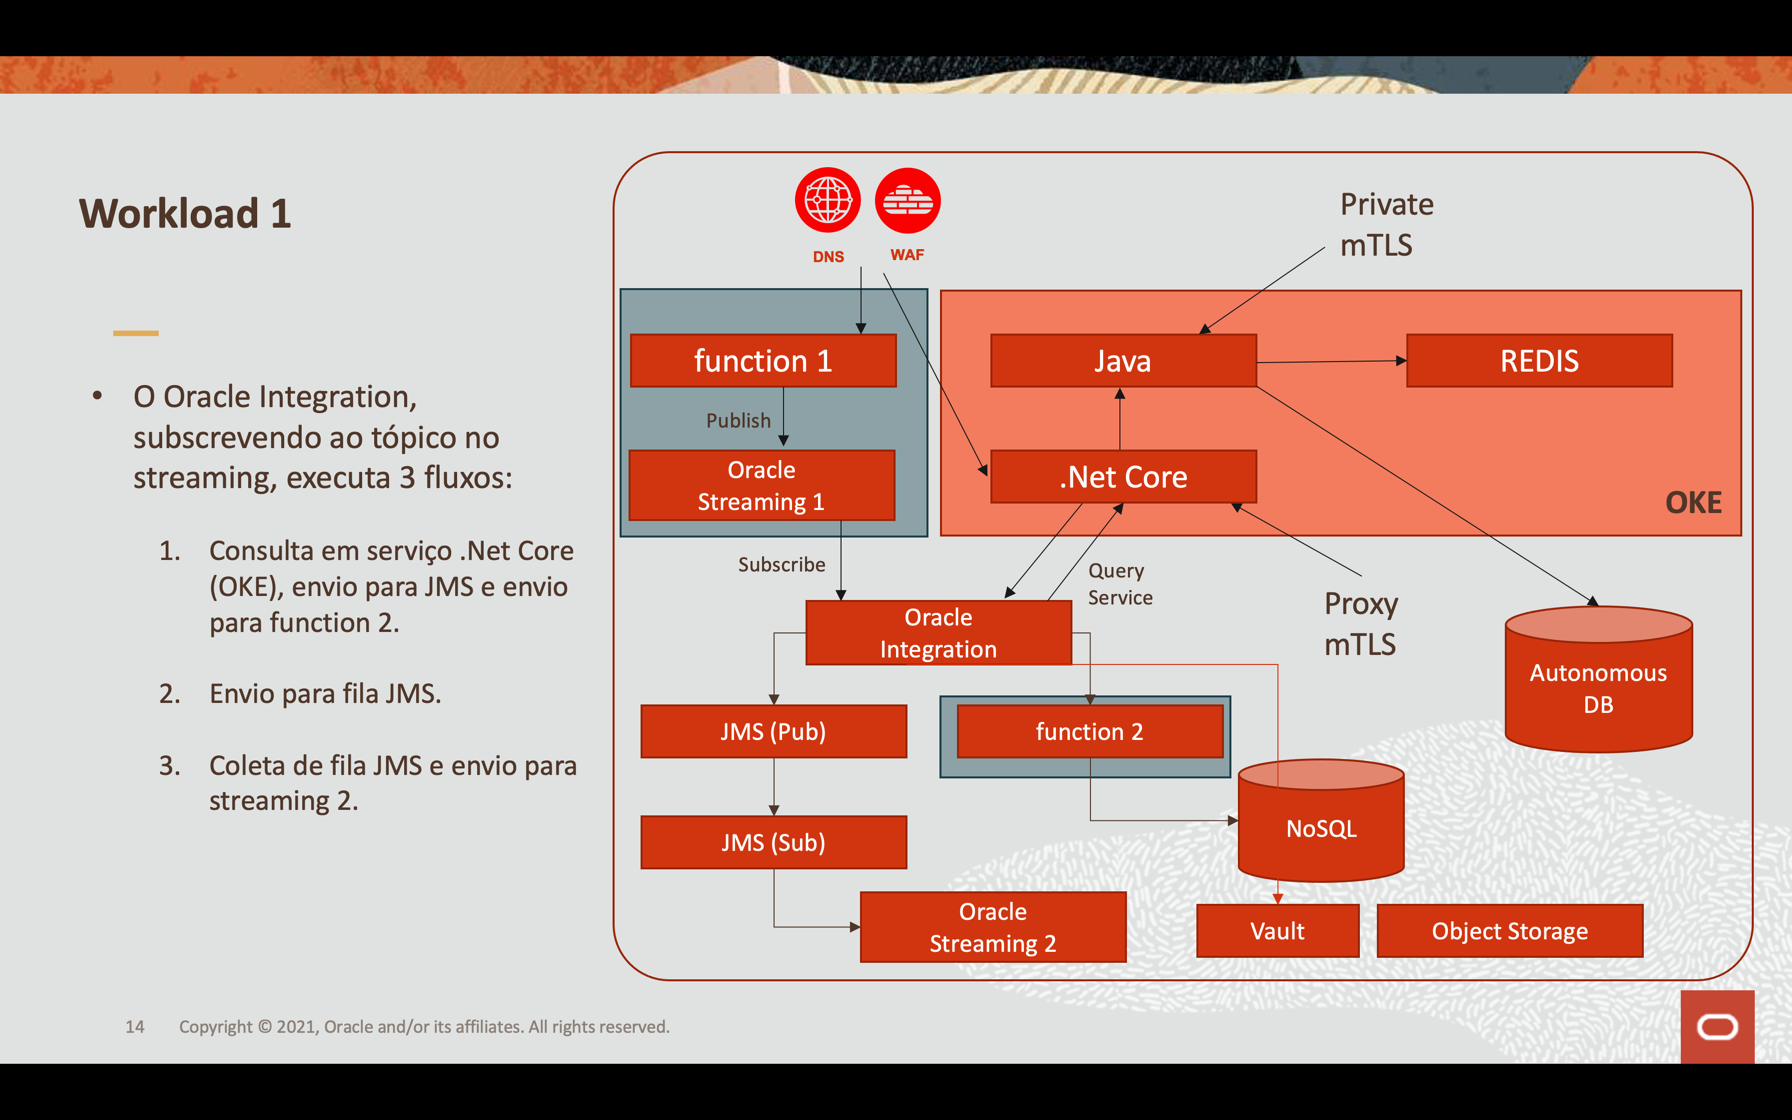 Workload 1
• O Oracle Integration,
subscrevendo ao tópico no
streaming, executa 3 fluxos:
1. Consulta em serviço .Net Core
(OKE), envio para JMS e envio
para function 2.
2. Envio para fila JMS.
3. Coleta de fila JMS e envio para
streaming 2.
DNS
WAF
Private
mTLS
function 1
Java
REDIS
Publish
Oracle
Streaming 1
.Net Core
OKE
Subscribe
Query
Service
Oracle
Integration
Proxy
mTLS
Autonomous
DB
JMS (Pub)
function 2
NoSQL
JMS (Sub)
Oracle
Streaming 2
Vault
Object Storage
14 Copyright © 2021, Oracle and/or its affiliates. All rights reserved.